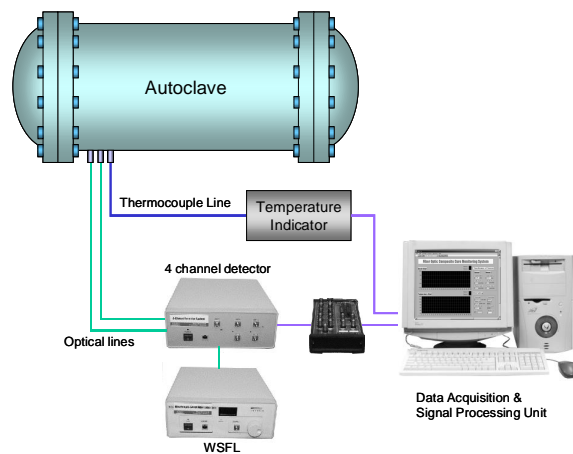 Autoclave
Thermocouple Line
Temperature
Indicator
4 channel detector
Optical lines
WSFL
Data Acquisition &
Signal Processing Unit